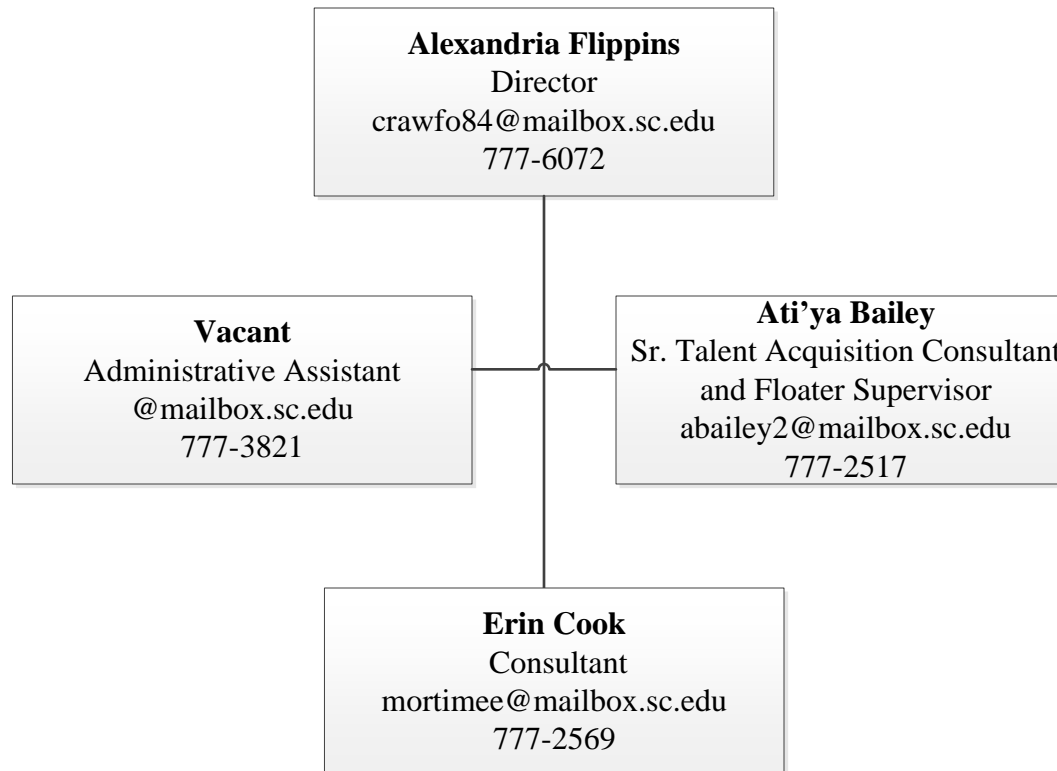 Alexandria Flippins
Director
crawfo84@mailbox.sc.edu
777-6072
Vacant
Administrative Assistant
@mailbox.sc.edu
777-3821
Ati’ya Bailey
Sr. Talent Acquisition Consultant
and Floater Supervisor
abailey2@mailbox.sc.edu
777-2517
Erin Cook
Consultant
mortimee@mailbox.sc.edu
777-2569